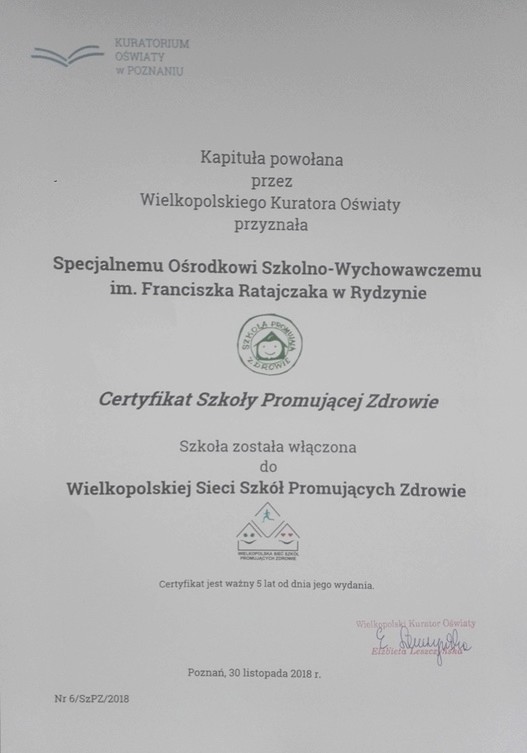 KURATORIUM
OŚWIATY
w POZNANIU
Kapituła powołana
przez
Wielkopolskiego Kuratora Oświaty
przyznała
Specjalnemu Ośrodkowi Szkolno-Wychowawczemu
im. Franciszka Ratajczaka w Rydzynie
SZKOŁA PROMUJĄCA
ZDROWIE
Certyfikat Szkoły Promującej Zdrowie
Szkoła została włączona
do
Wielkopolskiej Sieci Szkół Promujących Zdrowie
WIELKOPOLSKA SIEĆ SZKÓŁ
PROMUJĄCYCH ZDROWIE
Certyfikat jest ważny 5 lat od dnia jego wydania.
Wielkopolski Kurator Oświaty
Elżbieta Leszczyńska
Poznań, 30 listopada 2018 r.
Nr 6/SzPZ/2018